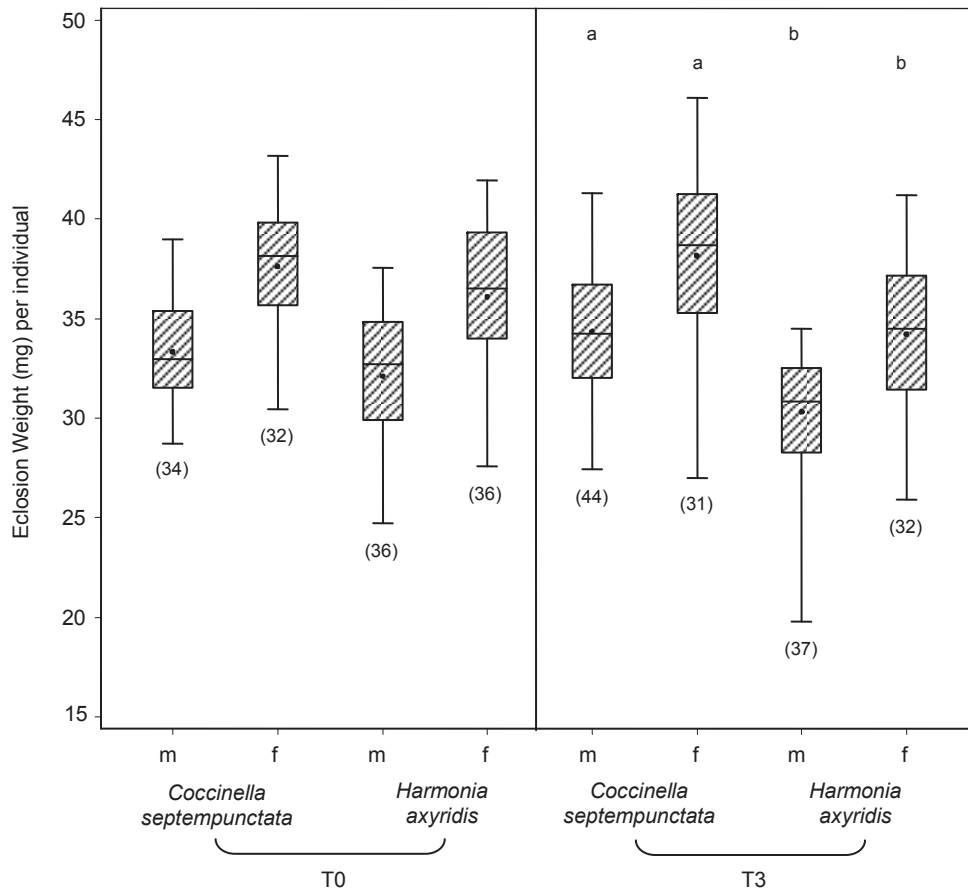 50
45
40
35
30
25
20
15
Eclosion Weight (mg) per individual
a
a
b
b
(34)
(32)
(36)
(36)
(44)
(31)
(37)
(32)
m f m f m f m f
Coccinella septempunctata
Harmonia axyridis
Coccinella septempunctata
Harmonia axyridis
T0
T3